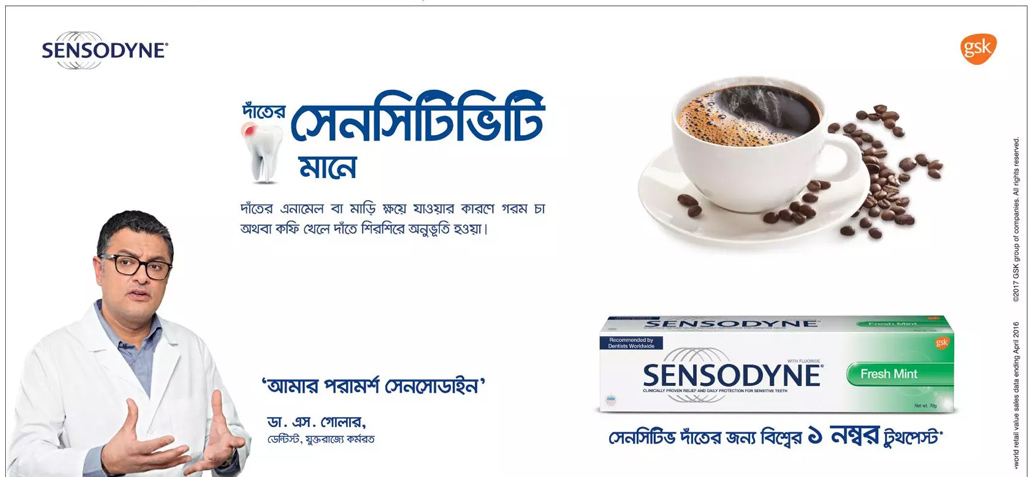 SENSODYNE
gsk
দাঁতের
সেনসিটিভিটি
মানে
দাঁতের এনামেল বা মাড়ি ক্ষয়ে যাওয়ার কারণে গরম চা
অথবা কফি খেলে দাঁতে শিরশিরে অনুভূতি হওয়া।
‘আমার পরামর্শ সেনসোডাইন’
ডা. এস. গোলার,
ডেন্টিস্ট, যুক্তরাজ্যে কর্মরত
SENSODYNE
Fresh Mint
Recommended by
Dentists Worldwide
gsk
WITH FLUORIDE
SENSODYNE
Fresh Mint
CLINICALLY PROVEN RELIEF AND DAILY PROTECTION FOR SENSITIVE TEETH
Net wt. 70g
সেনসিটিভ দাঁতের জন্য বিশ্বের ১ নম্বর টুথপেস্ট*
©2017 GSK group of companies. All rights reserved.
*world retail value sales data ending April 2016